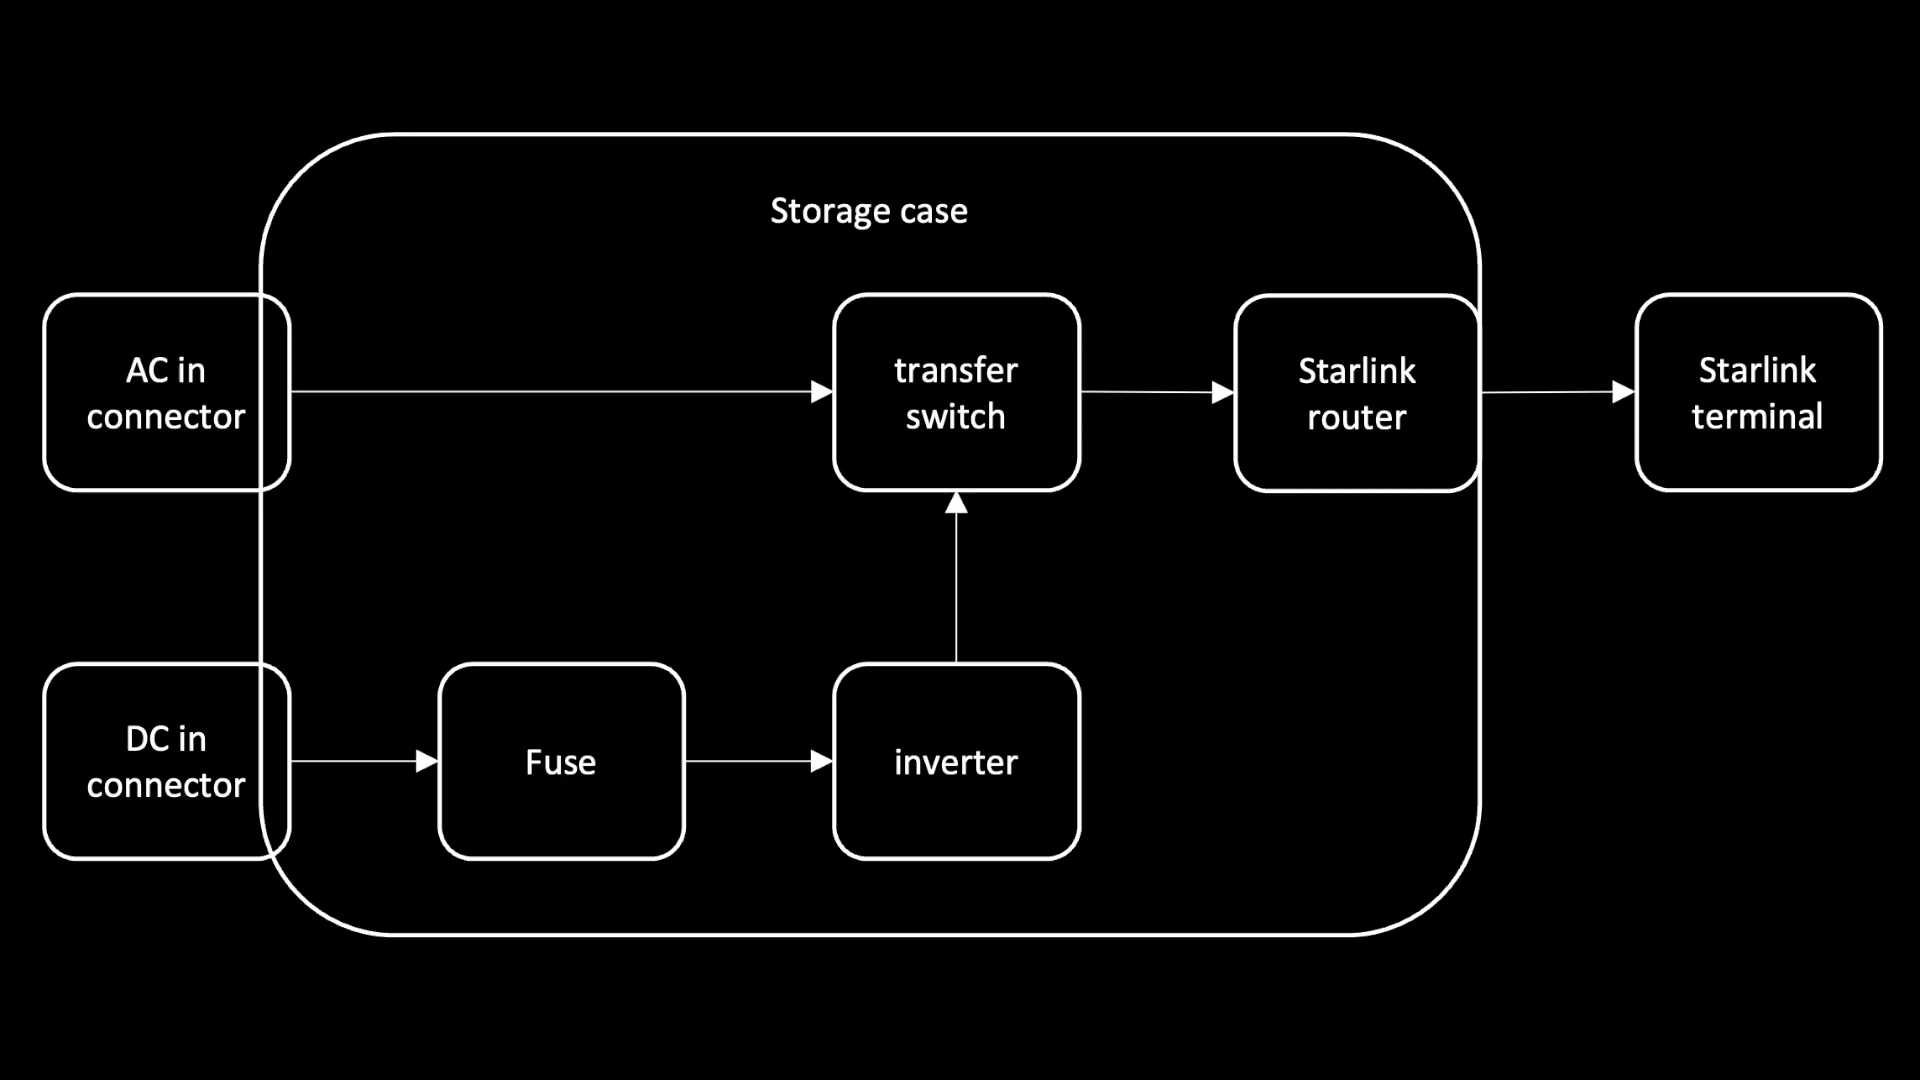 Storage case
AC in
connector
transfer
switch
Starlink
router
Starlink
terminal
DC in
connector
Fuse
inverter